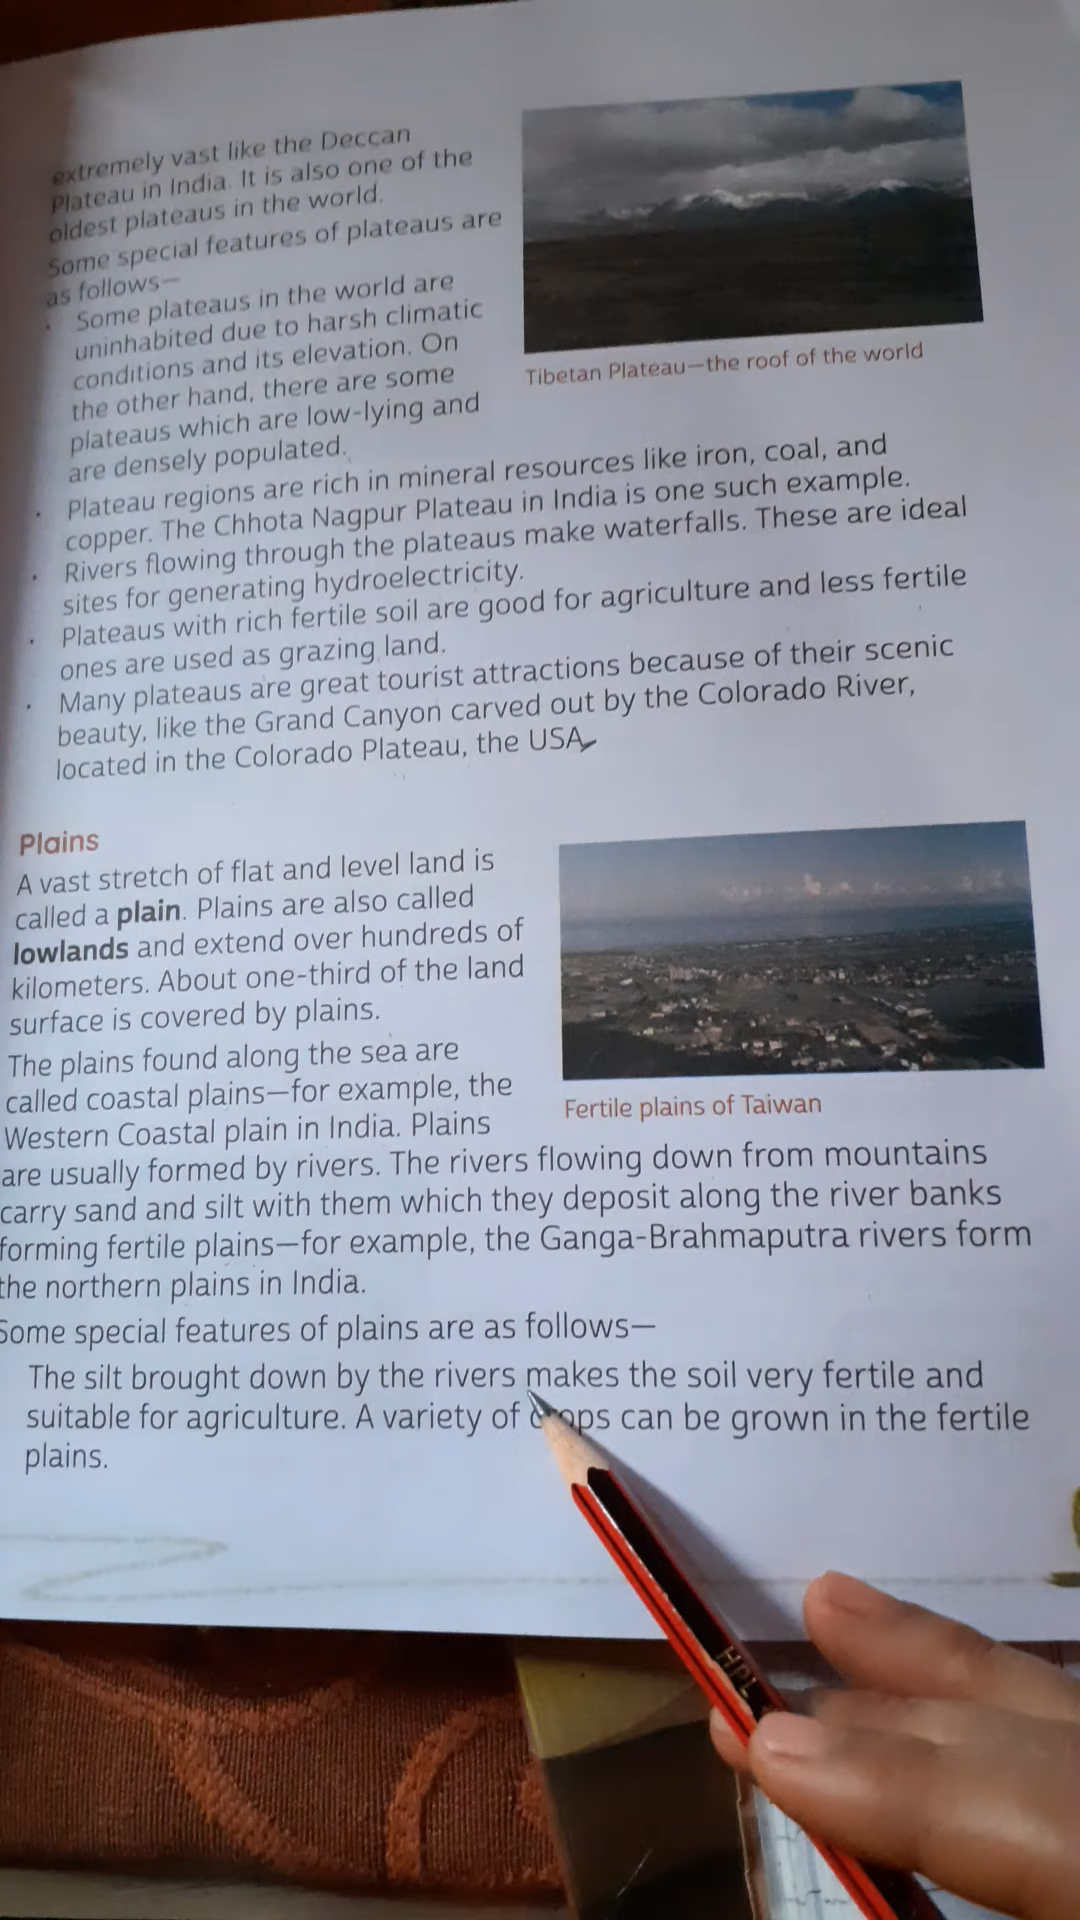 extremely vast like the Deccan
Plateau in India. It is also one of the
oldest plateaus in the world.
Some special features of plateaus are
as follows—
• Some plateaus in the world are
uninhabited due to harsh climatic
conditions and its elevation. On
the other hand, there are some
plateaus which are low-lying and
are densely populated.
Tibetan Plateau—the roof of the world
• Plateau regions are rich in mineral resources like iron, coal, and
copper. The Chhota Nagpur Plateau in India is one such example.
• Rivers flowing through the plateaus make waterfalls. These are ideal
sites for generating hydroelectricity.
• Plateaus with rich fertile soil are good for agriculture and less fertile
ones are used as grazing land.
• Many plateaus are great tourist attractions because of their scenic
beauty, like the Grand Canyon carved out by the Colorado River,
located in the Colorado Plateau, the USA
Plains
A vast stretch of flat and level land is
called a plain. Plains are also called
lowlands and extend over hundreds of
kilometers. About one-third of the land
surface is covered by plains.
The plains found along the sea are
called coastal plains—for example, the
Western Coastal plain in India. Plains
Fertile plains of Taiwan
are usually formed by rivers. The rivers flowing down from mountains
carry sand and silt with them which they deposit along the river banks
forming fertile plains—for example, the Ganga-Brahmaputra rivers form
the northern plains in India.
Some special features of plains are as follows—
The silt brought down by the rivers makes the soil very fertile and
suitable for agriculture. A variety of crops can be grown in the fertile
plains.
HPL